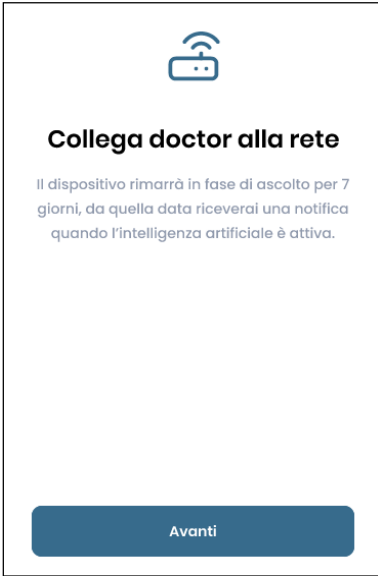 Collega doctor alla rete
Il dispositivo rimarrà in fase di ascolto per 7
giorni, da quella data riceverai una notifica
quando l'intelligenza artificiale è attiva.
Avanti